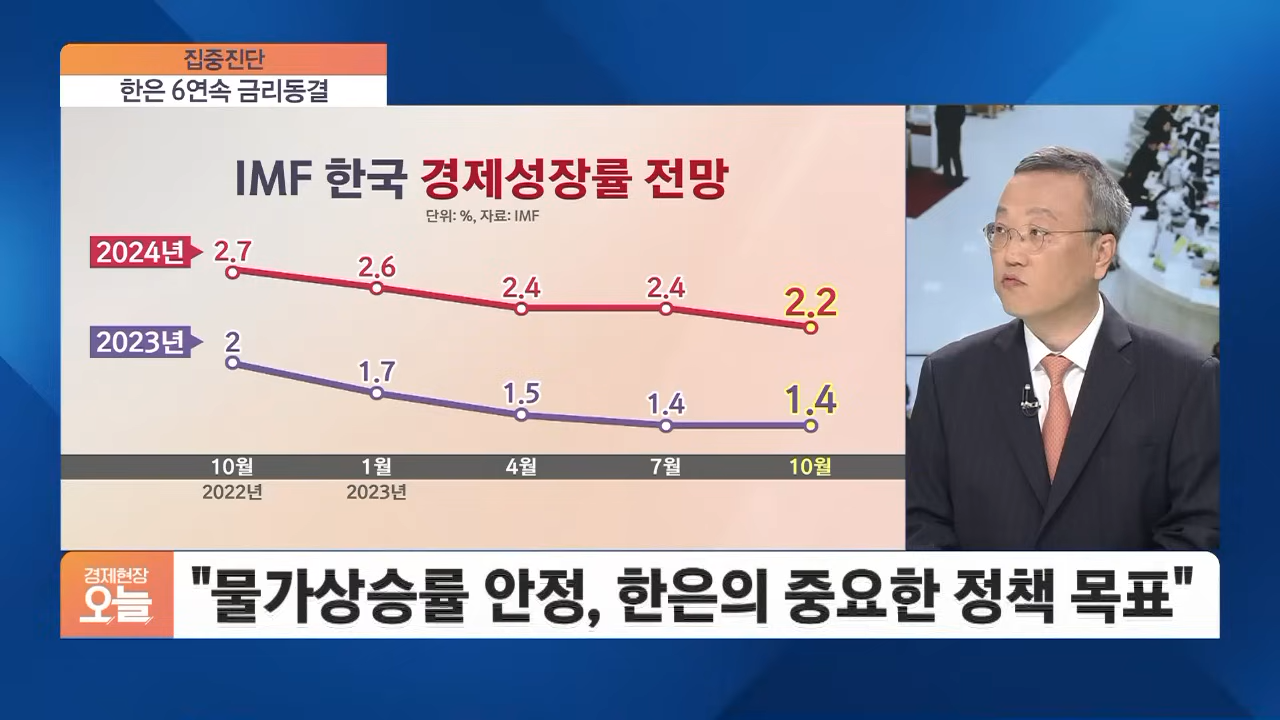 집중진단
한은 6연속 금리동결
IMF 한국 경제성장률 전망
단위: %, 자료: IMF
2024년 2.7 2.6 2.4 2.4 2.2
2023년 2 1.7 1.5 1.4 1.4
10월 1월 4월 7월 10월
2022년 2023년
경제현장
오늘
"물가상승률 안정, 한은의 중요한 정책 목표"